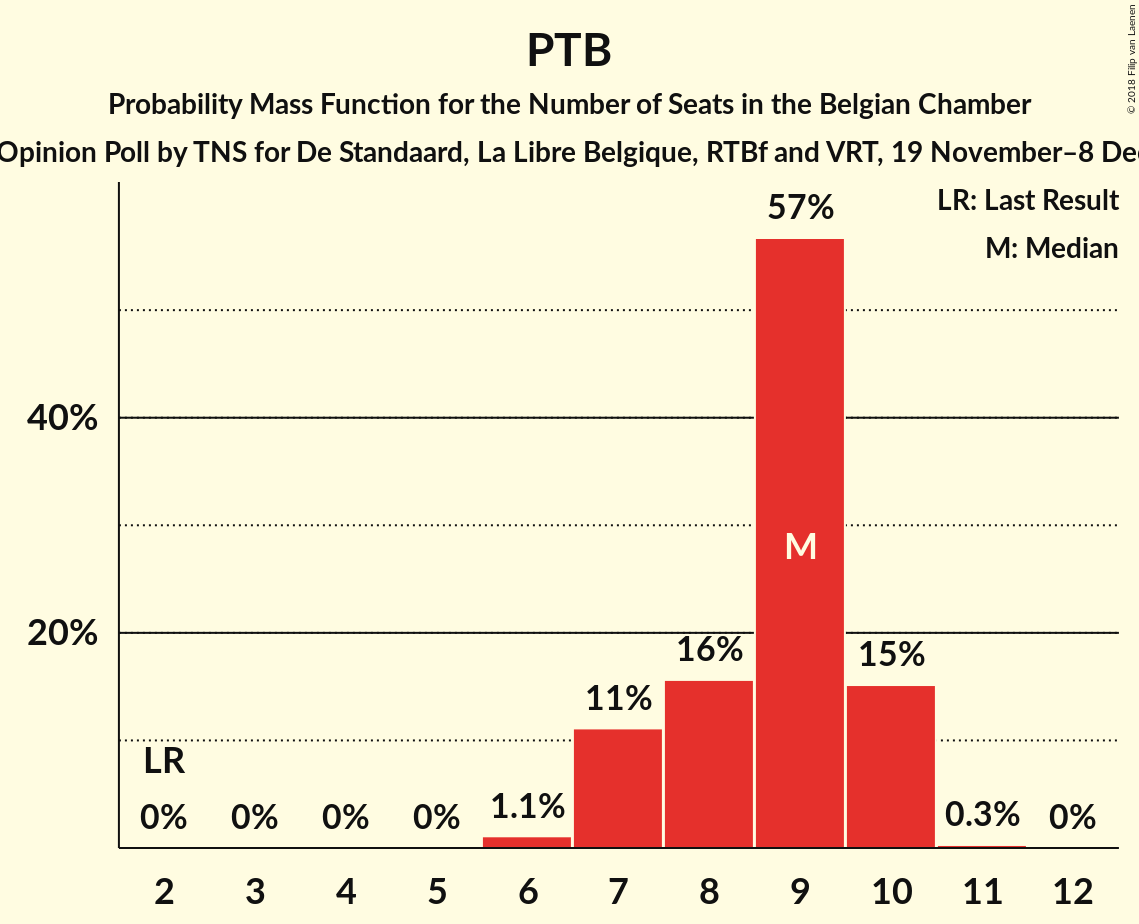 PTB
Probability Mass Function for the Number of Seats in the Belgian Chamber
Opinion Poll by TNS for De Standaard, La Libre Belgique, RTBf and VRT, 19 November–8
LR: Last Result
M: Median
57%
40%
M
20%
16%
15%
11%
LR
1.1%
0.3%
0%
0%
0%
0%
0%
2 3 4 5 6 7 8 9 10 11 12
© 2018 Filip van Laenen